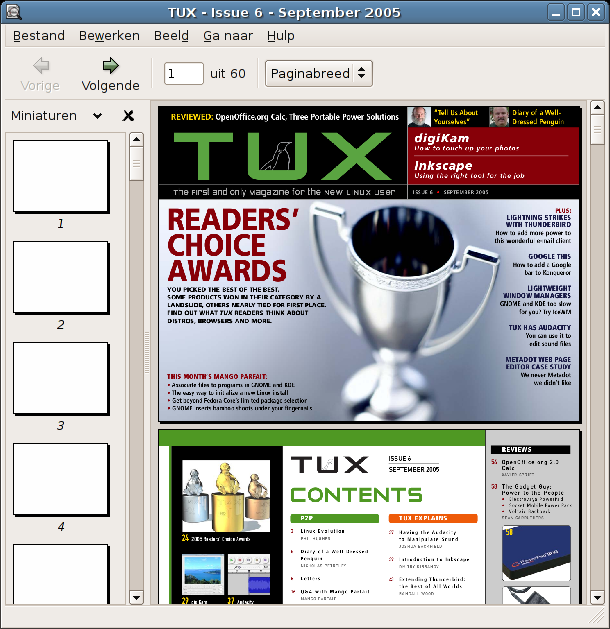 TUX - Issue 6 - September 2005
Bestand Bewerken Beeld Ga naar Hulp
Vorige Volgende 1 uit 60 Paginabreed
Miniaturen
1
2
3
4
REVIEWED: OpenOffice.org Calc, Three Portable Power Solutions
"Tell Us About
Yourselves"
Diary of a Well-
Dressed Penguin
TUX
digiKam
How to touch up your photos
Inkscape
Using the right tool for the job
The First and Only Magazine for the New Linux User
ISSUE 6 • SEPTEMBER 2005
READERS'
CHOICE
AWARDS
YOU PICKED THE BEST OF THE BEST.
SOME PRODUCTS WON IN THEIR CATEGORY BY A
LANDSLIDE, OTHERS NEARLY TIED FOR FIRST PLACE.
FIND OUT WHAT TUX READERS THINK ABOUT
DISTROS, BROWSERS AND MORE.
THIS MONTH'S MANGO PARFAIT:
• Associate files to programs in GNOME and KDE
• The easy way to initialize a new Linux install
• Get beyond Fedora Core's limited package selection
• GNOME inserts bamboo shoots under your fingernails
PLUS:
LIGHTNING STRIKES
WITH THUNDERBIRD
How to add more power to
this wonderful e-mail client
GOOGLE THIS
How to add a Google
bar to Konqueror
LIGHTWEIGHT
WINDOW MANAGERS
GNOME and KDE too slow
for you? Try IceWM
TUX HAS AUDACITY
You can use it to
edit sound files
METADOT WEB PAGE
EDITOR CASE STUDY
We never Metadot
we didn't like
TUX
ISSUE 6
SEPTEMBER 2005
CONTENTS
P2P
Linux Evolution
Diary of a Well Dressed
Penguin
Letters
Q&A with Mango Parfait
TUX EXPLAINS
Having the Audacity
to Manipulate Sound
Introduction to Inkscape
Extending Thunderbird:
The Best of All Worlds
REVIEWS
OpenOffice.org 2.0
Calc
The Gadget Guy:
Power to the People
24 2005 Readers' Choice Awards
50